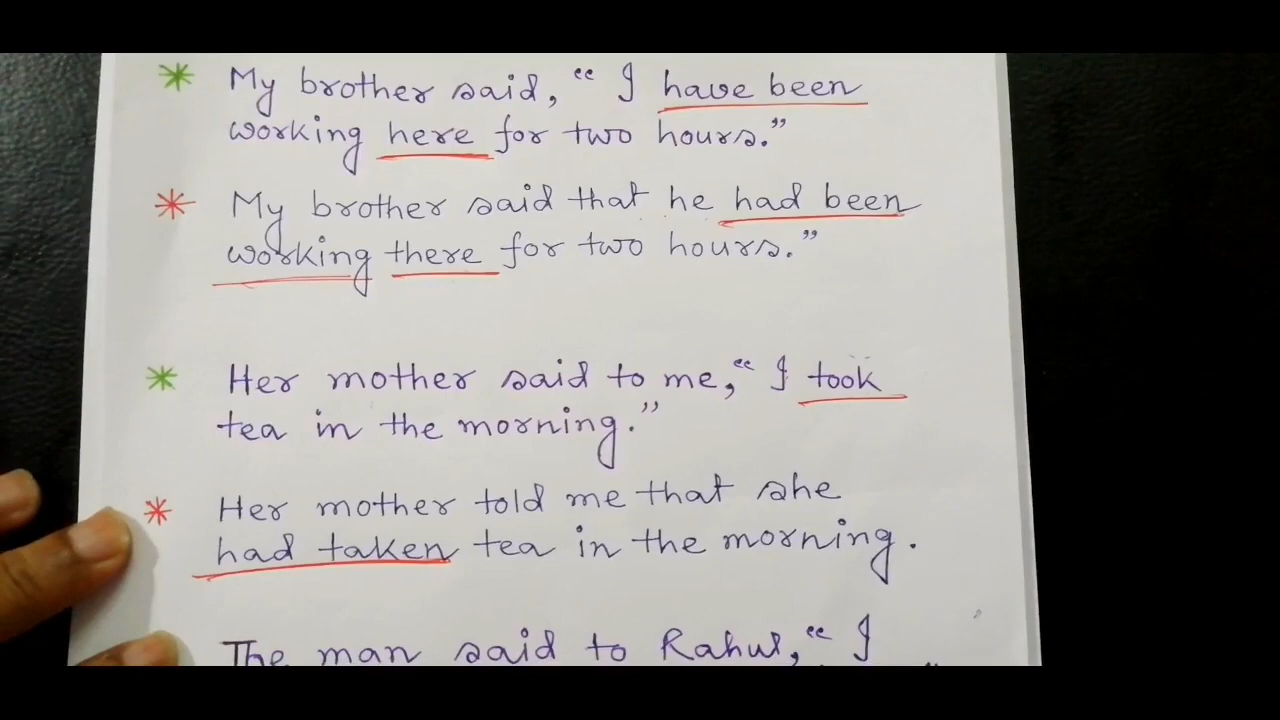 My brother said, “I have been
working here for two hours.”
My brother said that he had been
working there for two hours.”
Her mother said to me, “I took
tea in the morning.”
Her mother told me that she
had taken tea in the morning.
The man said to Rahul, “I